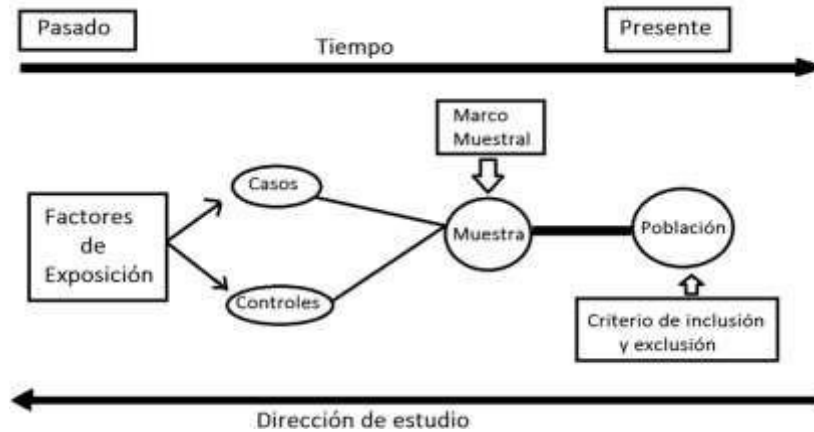 Pasado
Presente
Tiempo
Marco
Muestral
Casos
Factores
de
Exposición
Muestra
Población
Controles
Criterio de inclusión
y exclusión
Dirección de estudio